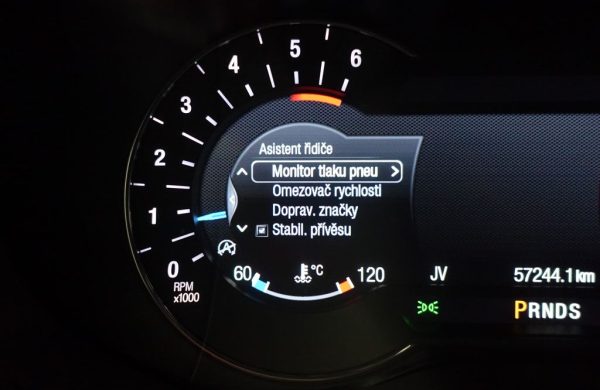 6
5
4
3
2
1
0
RPM
x1000
Asistent řidiče
Monitor tlaku pneu
Omezovač rychlosti
Doprav. značky
Stabil. přívěsu
A
60 °C 120
JV 57244.1 km
PRNDS